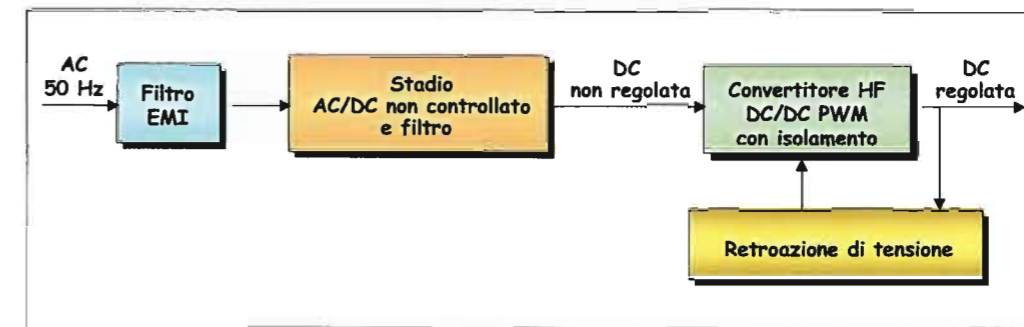 AC
50 Hz
Filtro
EMI
Stadio
AC/DC non controllato
e filtro
DC
non regolata
Convertitore HF
DC/DC PWM
con isolamento
DC
regolata
Retroazione di tensione